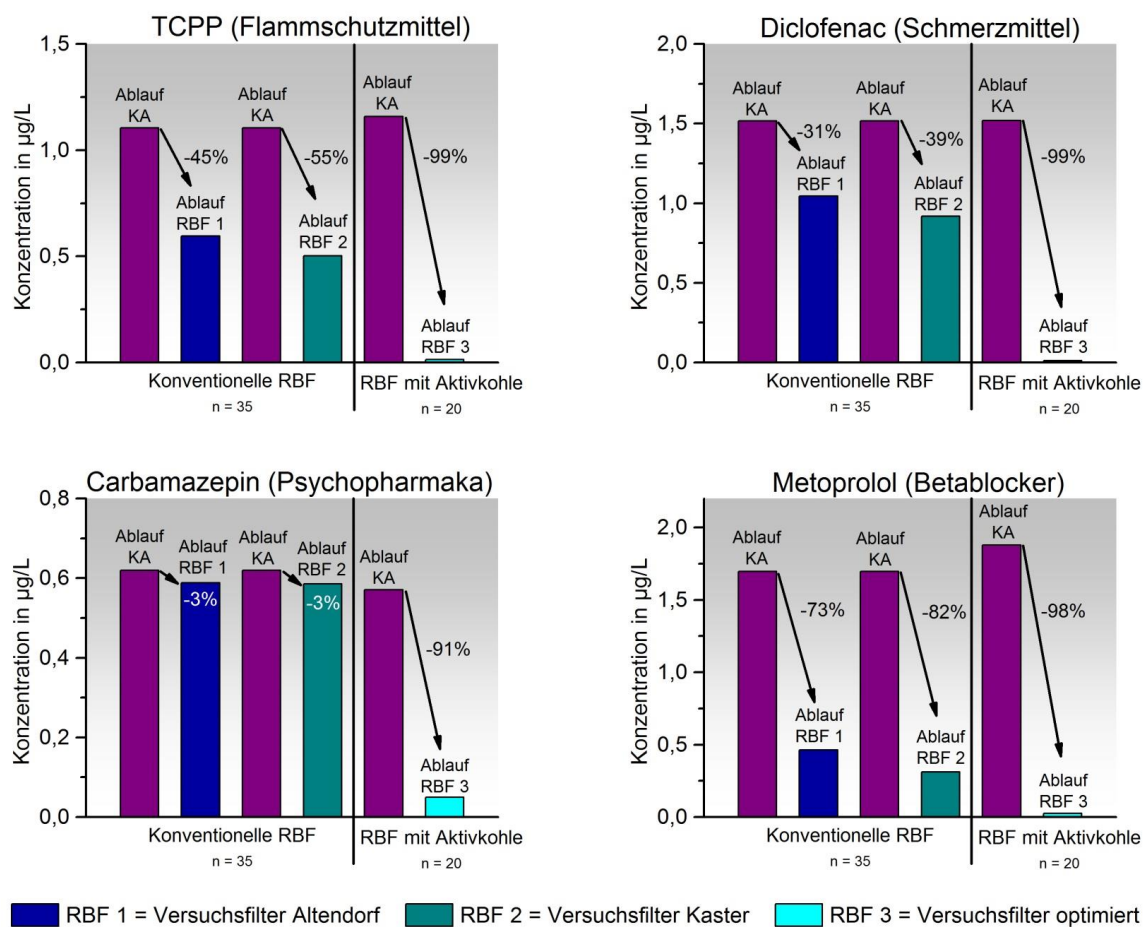 TCPP (Flammschutzmittel)
Konzentration in µg/L
1,5
1,0
0,5
0,0
Ablauf
KA
-45%
Ablauf
RBF 1
Ablauf
KA
-55%
Ablauf
RBF 2
Ablauf
KA
-99%
Ablauf
RBF 3
Konventionelle RBF
n = 35
RBF mit Aktivkohle
n = 20
Diclofenac (Schmerzmittel)
Konzentration in µg/L
2,0
1,5
1,0
0,5
0,0
Ablauf
KA
-31%
Ablauf
RBF 1
Ablauf
KA
-39%
Ablauf
RBF 2
Ablauf
KA
-99%
Ablauf
RBF 3
Konventionelle RBF
n = 35
RBF mit Aktivkohle
n = 20
Carbamazepin (Psychopharmaka)
Konzentration in µg/L
0,8
0,6
0,4
0,2
0,0
Ablauf
KA
Ablauf
RBF 1
-3%
Ablauf
KA
Ablauf
RBF 2
-3%
Ablauf
KA
-91%
Ablauf
RBF 3
Konventionelle RBF
n = 35
RBF mit Aktivkohle
n = 20
Metoprolol (Betablocker)
Konzentration in µg/L
2,0
1,5
1,0
0,5
0,0
Ablauf
KA
-73%
Ablauf
RBF 1
Ablauf
KA
-82%
Ablauf
RBF 2
Ablauf
KA
-98%
Ablauf
RBF 3
Konventionelle RBF
n = 35
RBF mit Aktivkohle
n = 20
RBF 1 = Versuchsfilter Altendorf
RBF 2 = Versuchsfilter Kaster
RBF 3 = Versuchsfilter optimiert